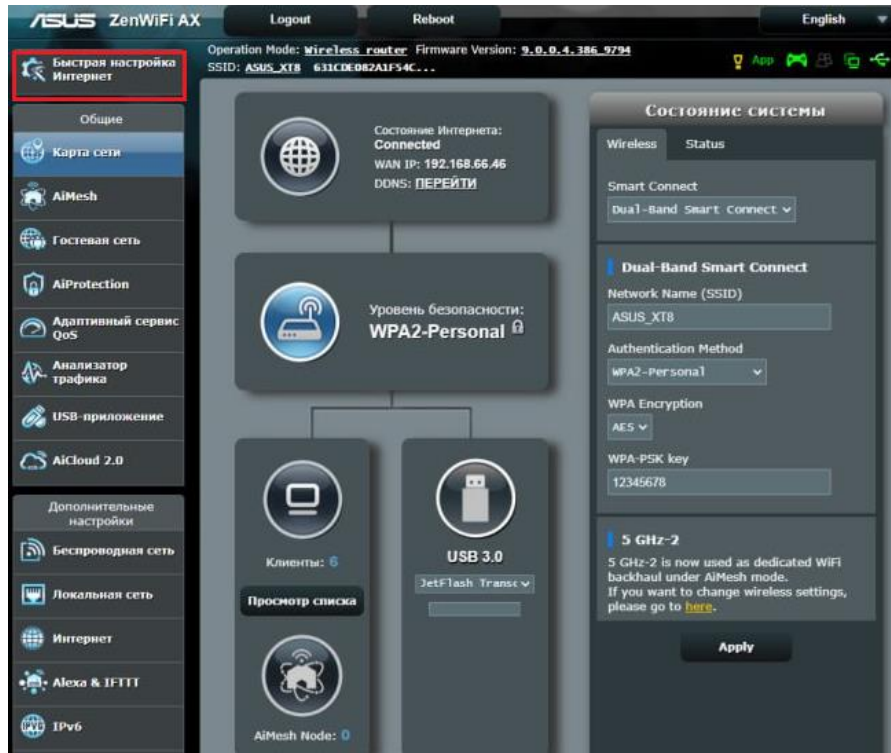 ASUS ZenWiFi AX
Logout
Reboot
English
Быстрая настройка
Интернет
Operation Mode: Wireless router Firmware Version: 9.0.0.4.386_9794
SSID: ASUS_XT8 631CDE082A1F54C...
App
Общие
Карта сети
AiMesh
Гостевая сеть
AiProtection
Адаптивный сервис
QoS
Анализатор
трафика
USB-приложение
AiCloud 2.0
Дополнительные
настройки
Беспроводная сеть
Локальная сеть
Интернет
Alexa & IFTTT
IPv6
Состояние Интернета:
Connected
WAN IP: 192.168.66.46
DDNS: ПЕРЕЙТИ
Уровень безопасности:
WPA2-Personal
Клиенты: 6
Просмотр списка
AiMesh Node: 0
USB 3.0
JetFlash Transc
Состояние системы
Wireless
Status
Smart Connect
Dual-Band Smart Connect
Dual-Band Smart Connect
Network Name (SSID)
ASUS_XT8
Authentication Method
WPA2-Personal
WPA Encryption
AES
WPA-PSK key
12345678
5 GHz-2
5 GHz-2 is now used as dedicated WiFi
backhaul under AiMesh mode.
If you want to change wireless settings,
please go to here.
Apply